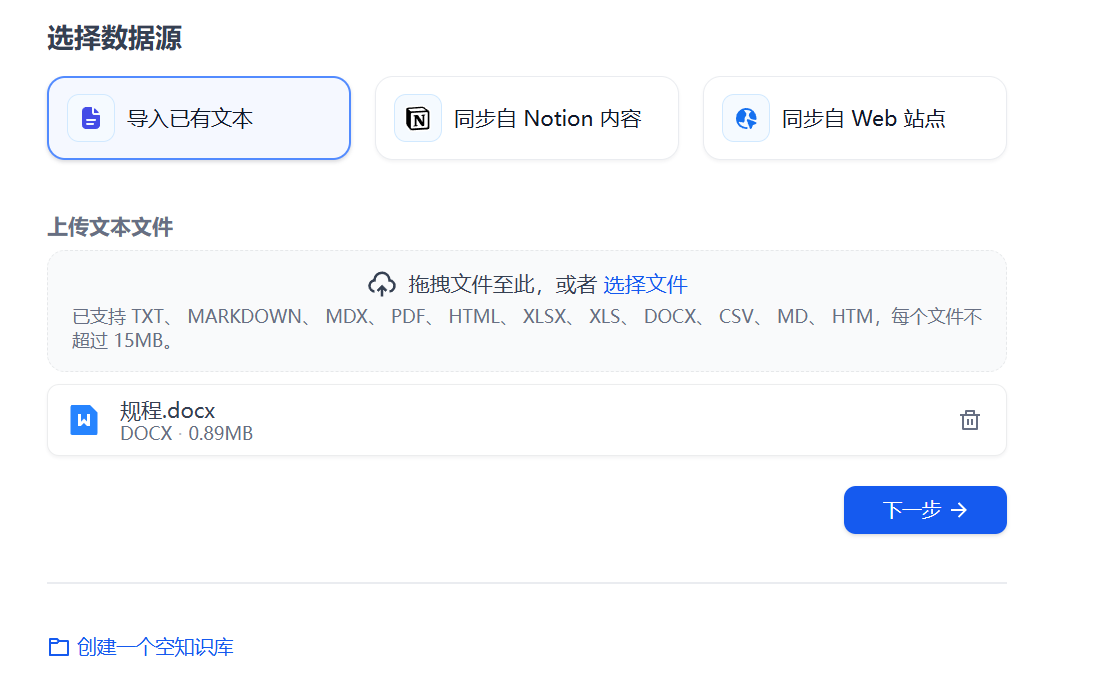 选择数据源
导入已有文本
同步自 Notion 内容
同步自 Web 站点
上传文本文件
拖拽文件至此，或者 选择文件
已支持 TXT、 MARKDOWN、 MDX、 PDF、 HTML、 XLSX、 XLS、 DOCX、 CSV、 MD、 HTM，每个文件不
超过 15MB。
规程.docx
DOCX · 0.89MB
下一步
创建一个空知识库